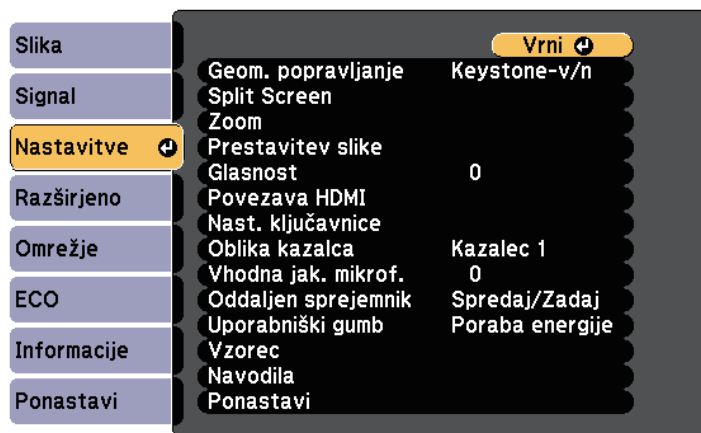 Slika
Signal
Nastavitve
Razširjeno
Omrežje
ECO
Informacije
Ponastavi
Vrni
Geom. popravljanje Keystone-v/n
Split Screen
Zoom
Prestavitev slike
Glasnost 0
Povezava HDMI
Nast. ključavnice
Oblika kazalca Kazalec 1
Vhodna jak. mikrof. 0
Oddaljen sprejemnik Spredaj/Zadaj
Uporabniški gumb Poraba energije
Vzorec
Navodila
Ponastavi